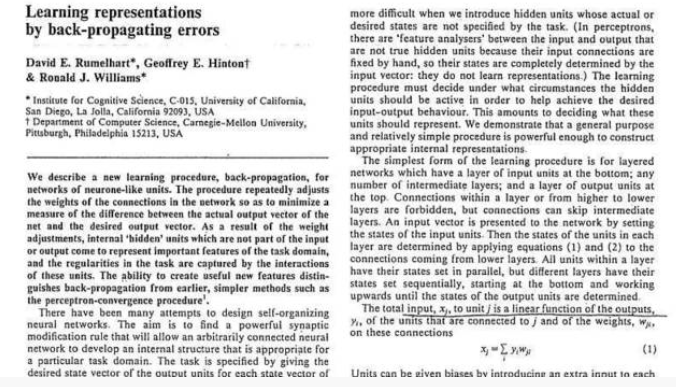 Learning representations
by back-propagating errors
David E. Rumelhart*, Geoffrey E. Hinton†
& Ronald J. Williams*
* Institute for Cognitive Science, C-015, University of California,
San Diego, La Jolla, California 92093, USA
† Department of Computer Science, Carnegie-Mellon University,
Pittsburgh, Philadelphia 15213, USA
We describe a new learning procedure, back-propagation, for
networks of neurone-like units. The procedure repeatedly adjusts
the weights of the connections in the network so as to minimize a
measure of the difference between the actual output vector of the
net and the desired output vector. As a result of the weight
adjustments, internal 'hidden' units which are not part of the input
or output come to represent important features of the task domain,
and the regularities in the task are captured by the interactions
of these units. The ability to create useful new features distin-
guishes back-propagation from earlier, simpler methods such as
the perceptron-convergence procedure¹.
There have been many attempts to design self-organizing
neural networks. The aim is to find a powerful synaptic
modification rule that will allow an arbitrarily connected neural
network to develop an internal structure that is appropriate for
a particular task domain. The task is specified by giving the
desired state vector of the output units for each state vector of
more difficult when we introduce hidden units whose actual or
desired states are not specified by the task. (In perceptrons,
there are 'feature analysers' between the input and output that
are not true hidden units because their input connections are
fixed by hand, so their states are completely determined by the
input vector: they do not learn representations.) The learning
procedure must decide under what circumstances the hidden
units should be active in order to help achieve the desired
input-output behaviour. This amounts to deciding what these
units should represent. We demonstrate that a general purpose
and relatively simple procedure is powerful enough to construct
appropriate internal representations.
The simplest form of the learning procedure is for layered
networks which have a layer of input units at the bottom; any
number of intermediate layers; and a layer of output units at
the top. Connections within a layer or from higher to lower
layers are forbidden, but connections can skip intermediate
layers. An input vector is presented to the network by setting
the states of the input units. Then the states of the units in each
layer are determined by applying equations (1) and (2) to the
connections coming from lower layers. All units within a layer
have their states set in parallel, but different layers have their
states set sequentially, starting at the bottom and working
upwards until the states of the output units are determined.
The total input, xⱼ, to unit j is a linear function of the outputs,
yᵢ, of the units that are connected to j and of the weights, wⱼᵢ,
on these connections
xⱼ = Σᵢ yᵢwⱼᵢ (1)
Units can be given biases by introducing an extra input to each